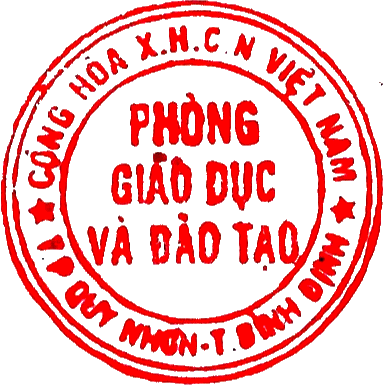 CỘNG HÒA X.H.C.N VIỆT NAM
PHÒNG
GIÁO DỤC
VÀ ĐÀO TẠO
TP QUY NHƠN-T.BÌNH ĐỊNH